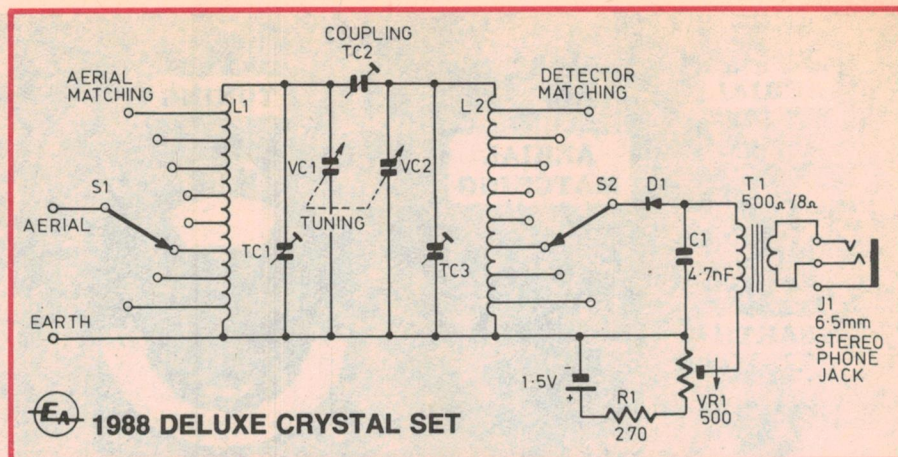 COUPLING
TC2
AERIAL
MATCHING
L1
L2
DETECTOR
MATCHING
VC1
VC2
S1
S2
D1
T1
500Ω/8Ω
AERIAL
TUNING
TC1
TC3
C1
4·7nF
J1
6·5mm
STEREO
PHONE
JACK
EARTH
1·5V
-
+
R1
270
VR1
500
EA 1988 DELUXE CRYSTAL SET